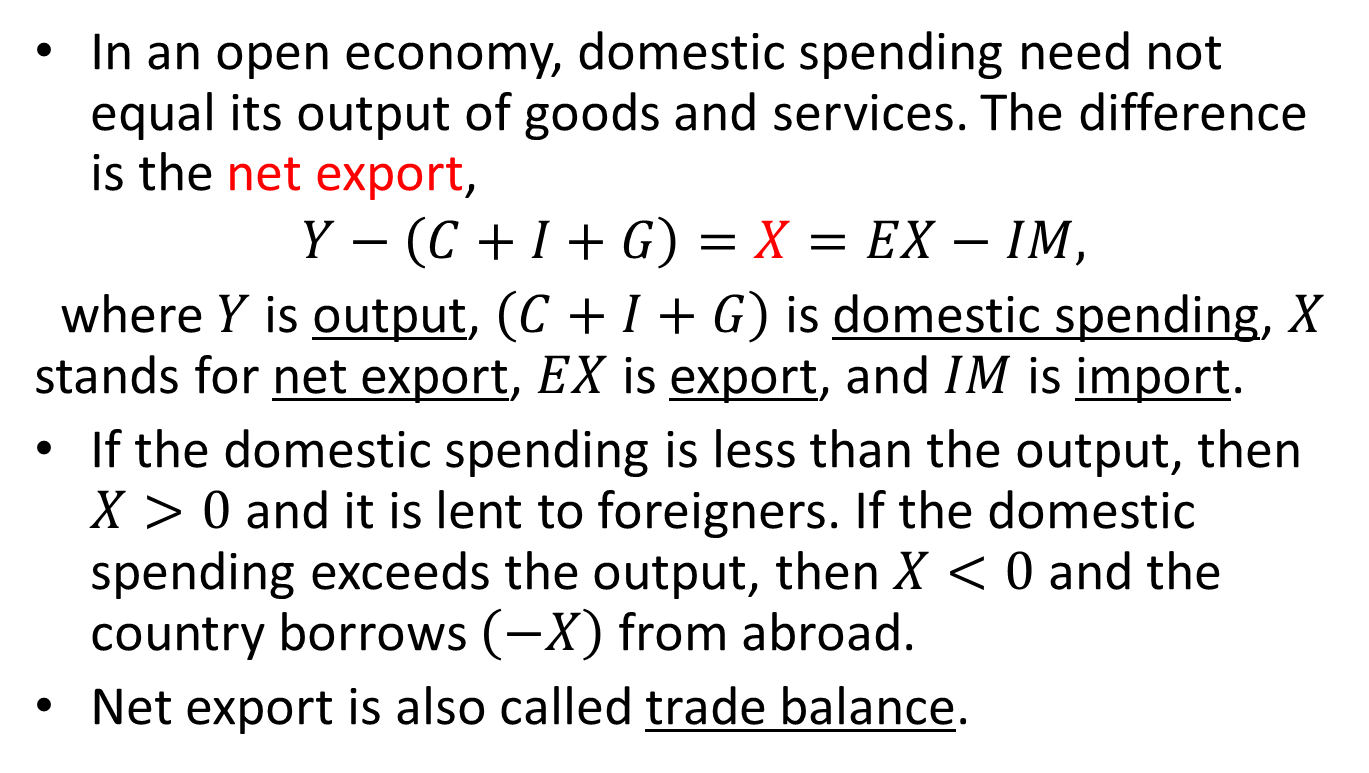 • In an open economy, domestic spending need not
equal its output of goods and services. The difference
is the net export,
Y − (C + I + G) = X = EX − IM,
where Y is output, (C + I + G) is domestic spending, X
stands for net export, EX is export, and IM is import.
• If the domestic spending is less than the output, then
X > 0 and it is lent to foreigners. If the domestic
spending exceeds the output, then X < 0 and the
country borrows (−X) from abroad.
• Net export is also called trade balance.